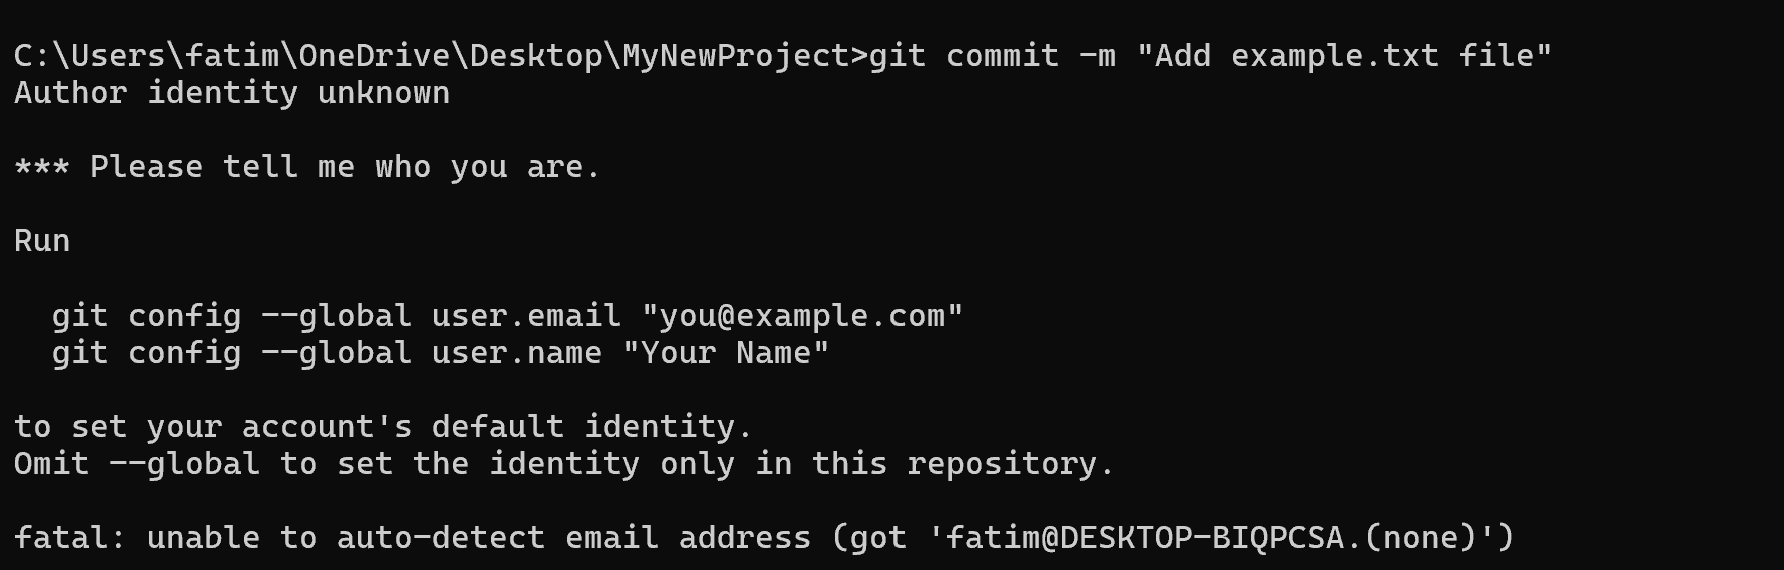 C:\Users\fatim\OneDrive\Desktop\MyNewProject>git commit -m "Add example.txt file"
Author identity unknown
*** Please tell me who you are.
Run
git config --global user.email "you@example.com"
git config --global user.name "Your Name"
to set your account's default identity.
Omit --global to set the identity only in this repository.
fatal: unable to auto-detect email address (got 'fatim@DESKTOP-BIQPCSA.(none)')